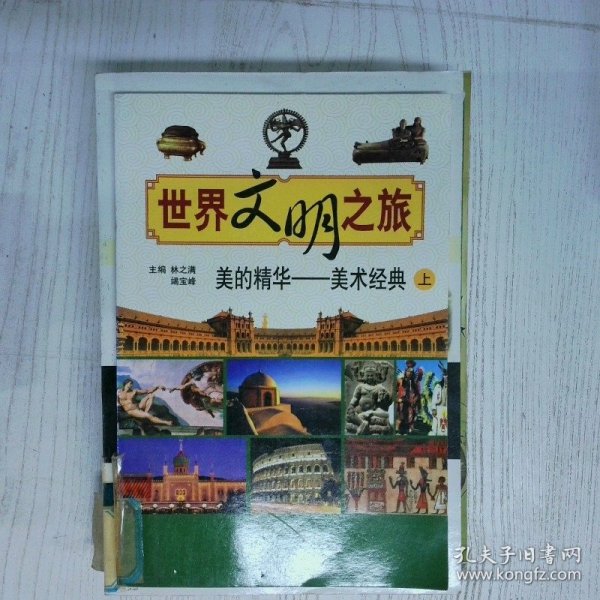 世界文明之旅
主编 林之满
靖宝峰
美的精华——美术经典 上
孔夫子旧书网
www.kongfz.com